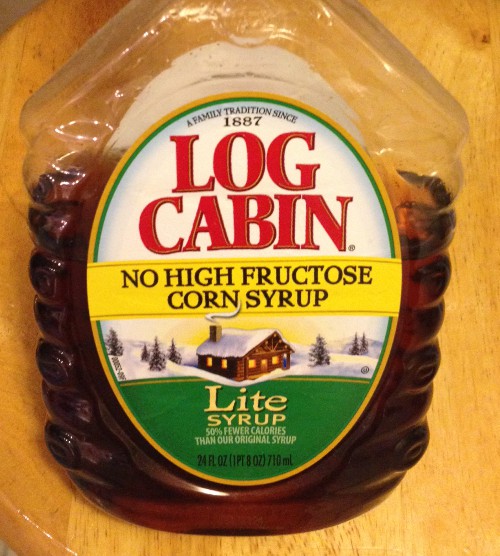 A FAMILY TRADITION SINCE
1887
LOG
CABIN®
NO HIGH FRUCTOSE
CORN SYRUP
Lite
SYRUP
50% FEWER CALORIES
THAN OUR ORIGINAL SYRUP
24 FL OZ (1 PT 8 OZ) 710 mL